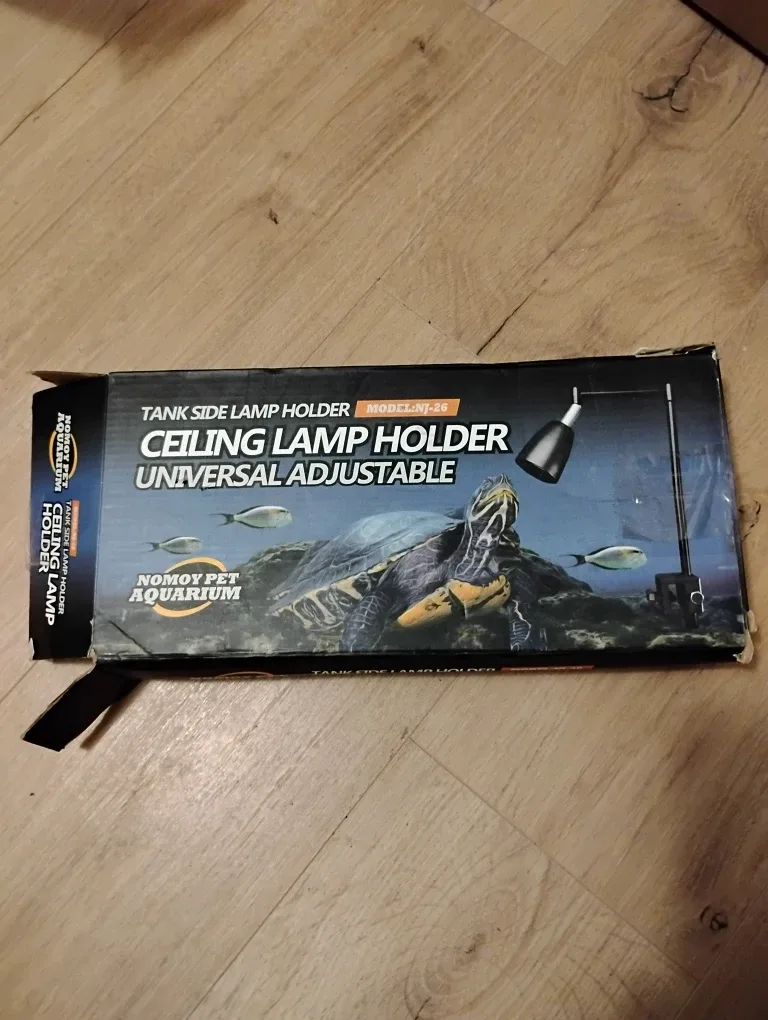 TANK SIDE LAMP HOLDER MODEL:NJ-26
CEILING LAMP HOLDER
UNIVERSAL ADJUSTABLE
NOMOY PET
AQUARIUM
NOMOY PET
AQUARIUM
TANK SIDE LAMP HOLDER
CEILING LAMP
HOLDER
TANK SIDE LAMP HOLDER